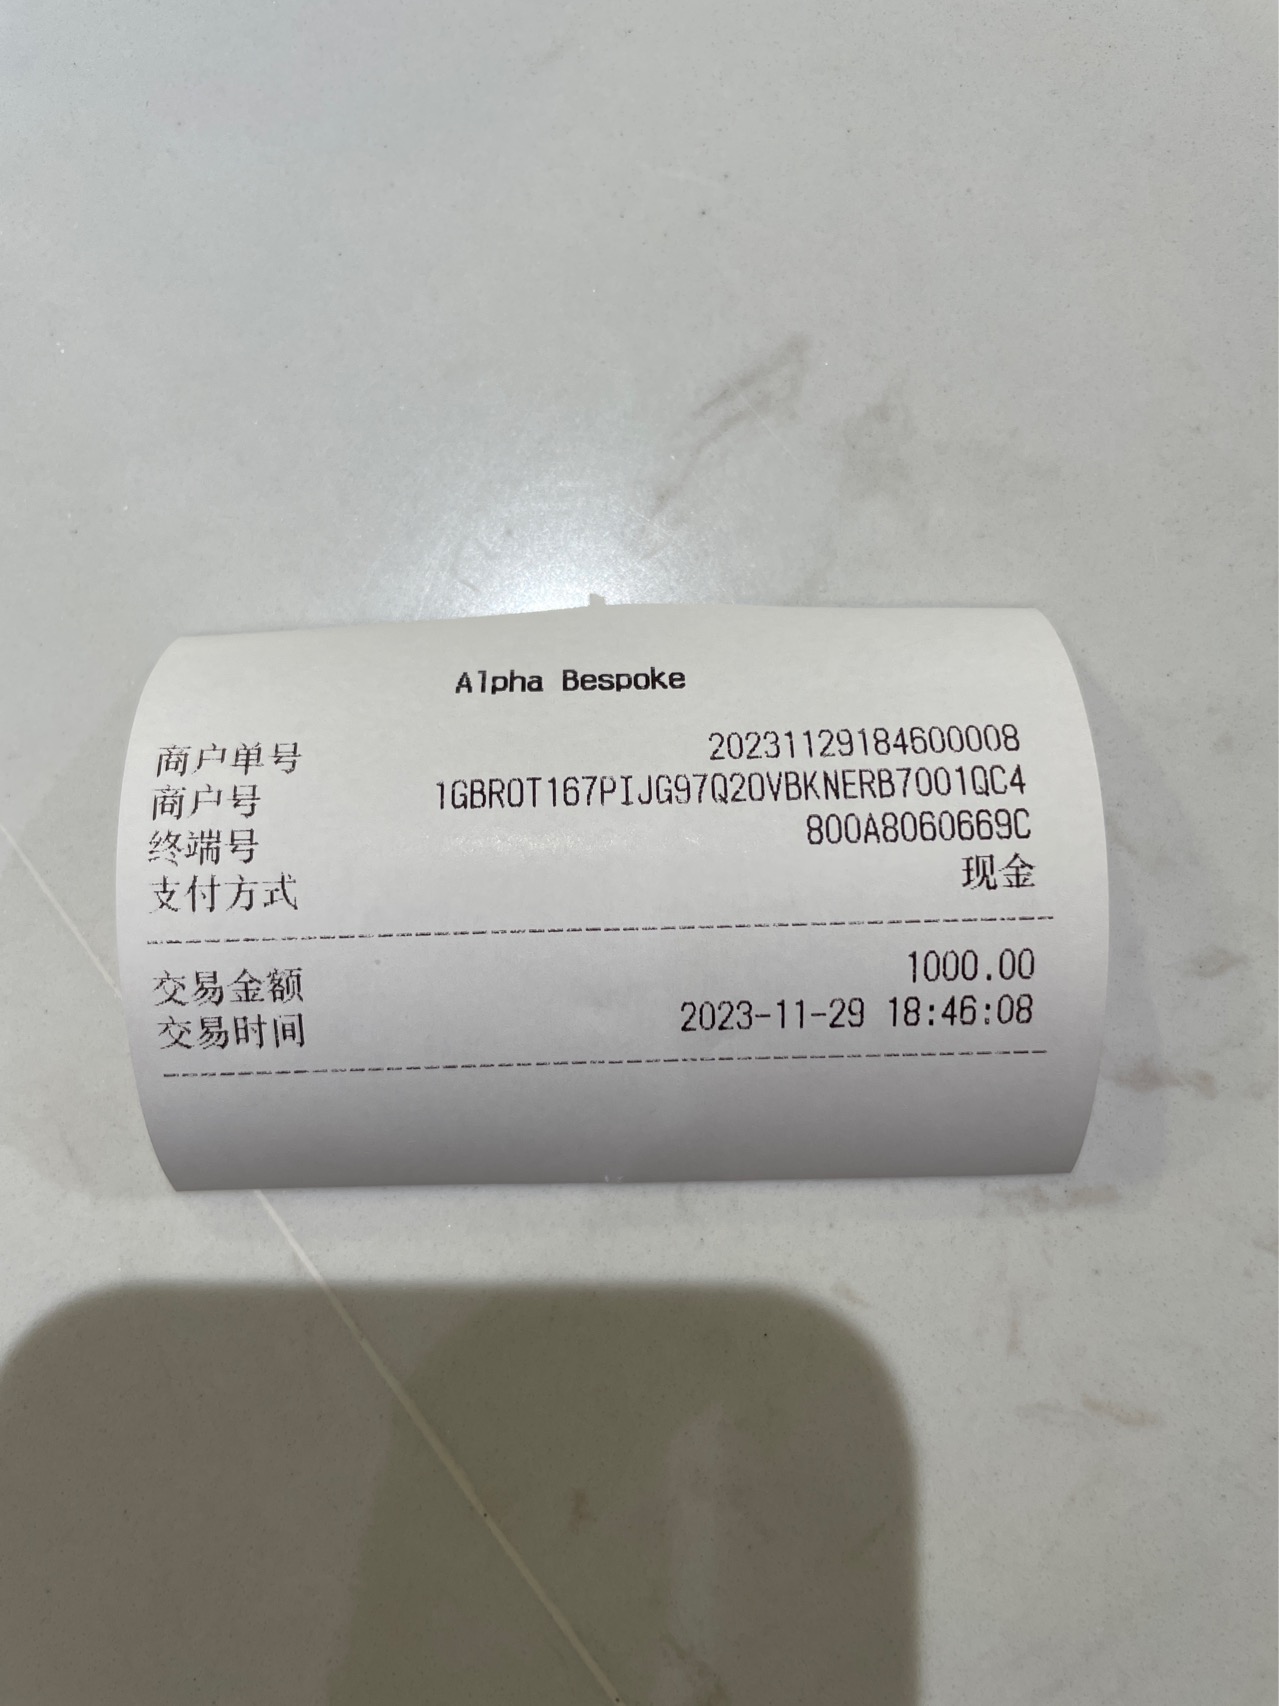 Alpha Bespoke
商户单号 20231129184600008
商户号 1GBR0T167PIJG97Q20VBKNERB7001QC4
终端号 800A8060669C
支付方式 现金
交易金额 1000.00
交易时间 2023-11-29 18:46:08